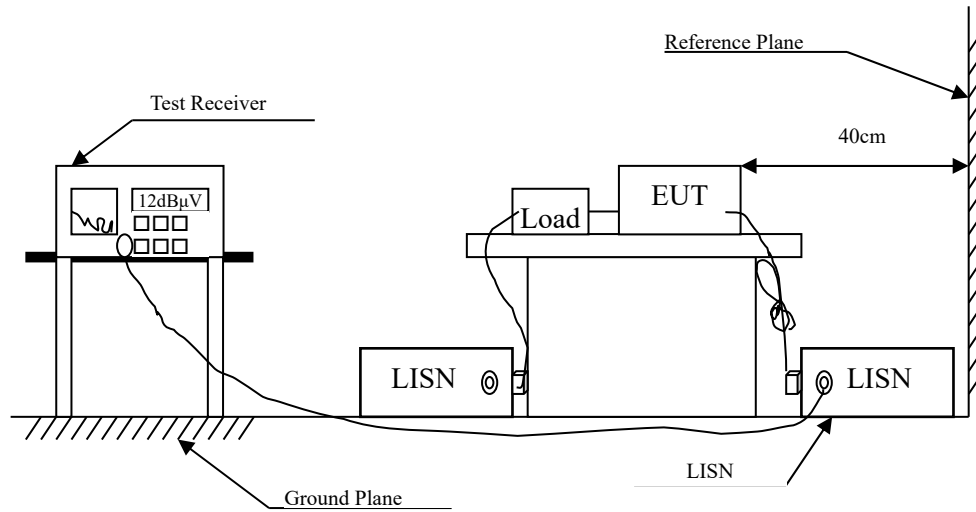 Reference Plane
Test Receiver
40cm
12dBμV
EUT
Load
LISN
LISN
LISN
Ground Plane